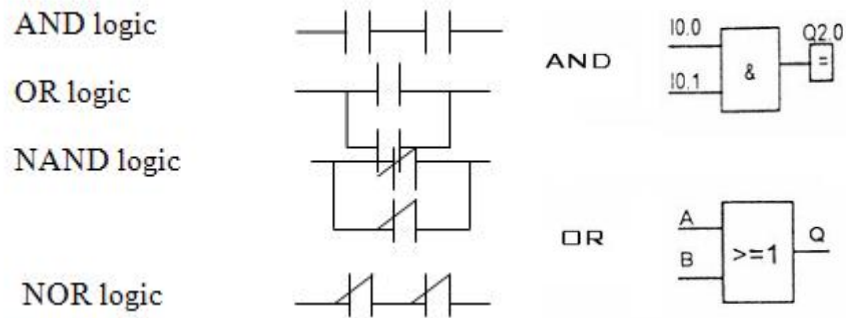 AND logic
OR logic
NAND logic
NOR logic
AND
I0.0
I0.1
&
Q2.0
=
OR
A
B
>=1
Q